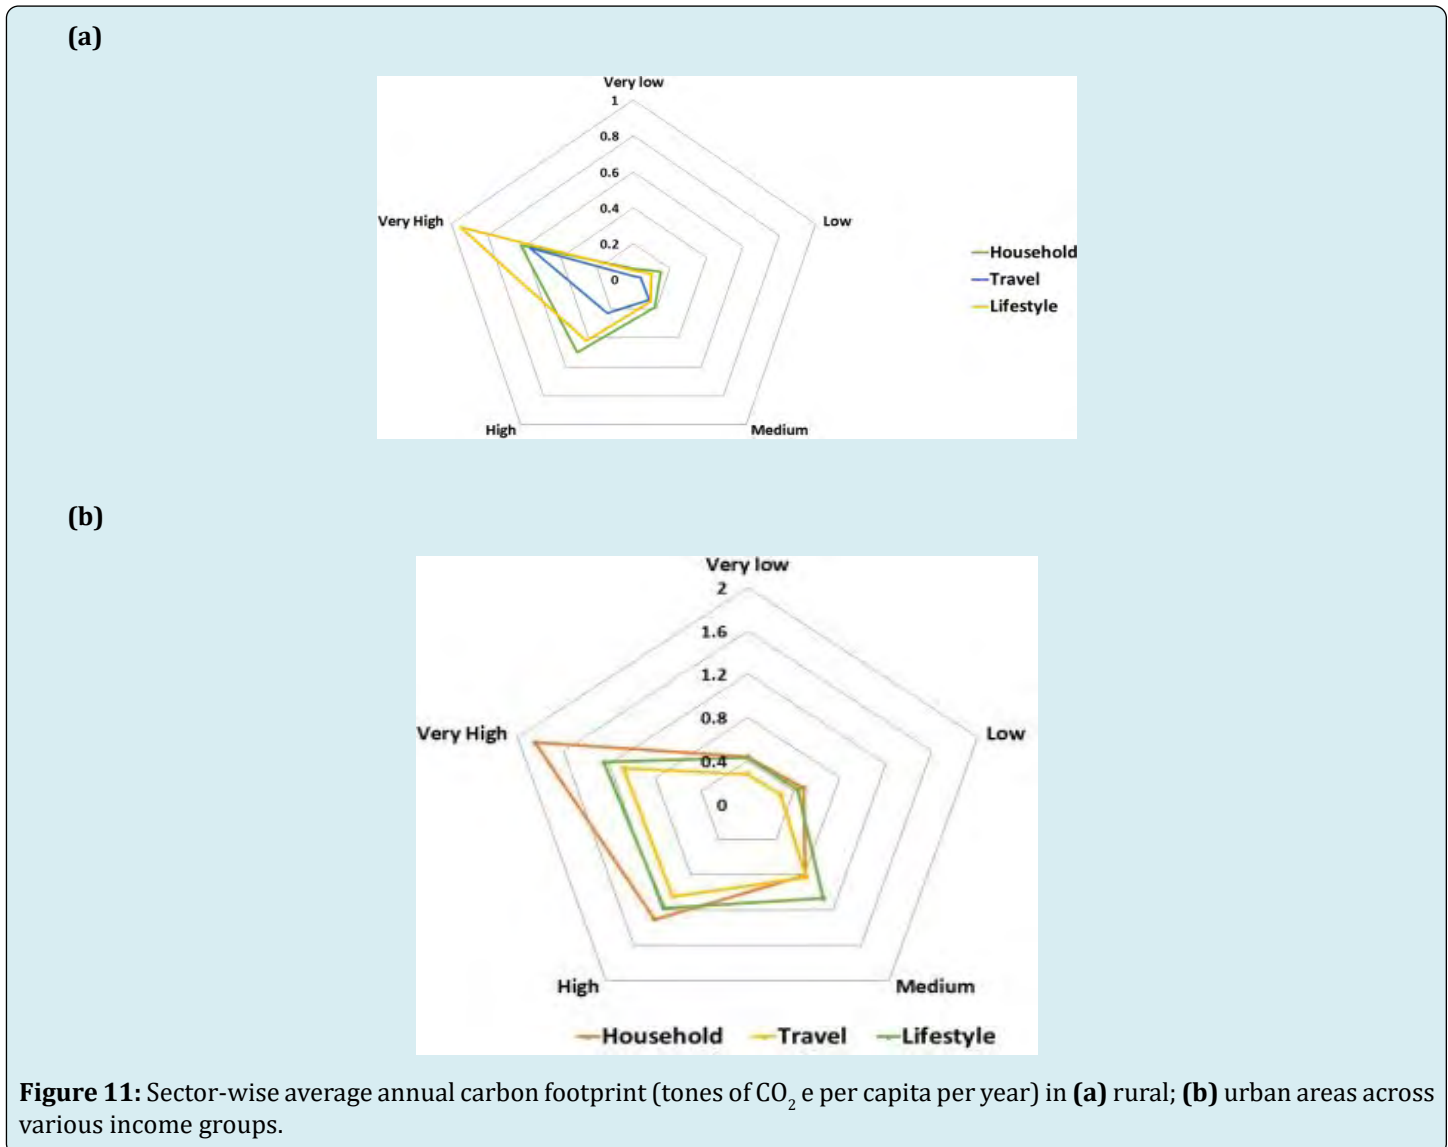 (a)
Very low
1
0.8
0.6
0.4
0.2
0
Very High
Low
Household
Travel
Lifestyle
High
Medium
(b)
Very low
2
1.6
1.2
0.8
0.4
0
Very High
Low
High
Medium
Household Travel Lifestyle
Figure 11: Sector-wise average annual carbon footprint (tones of CO₂ e per capita per year) in (a) rural; (b) urban areas across
various income groups.